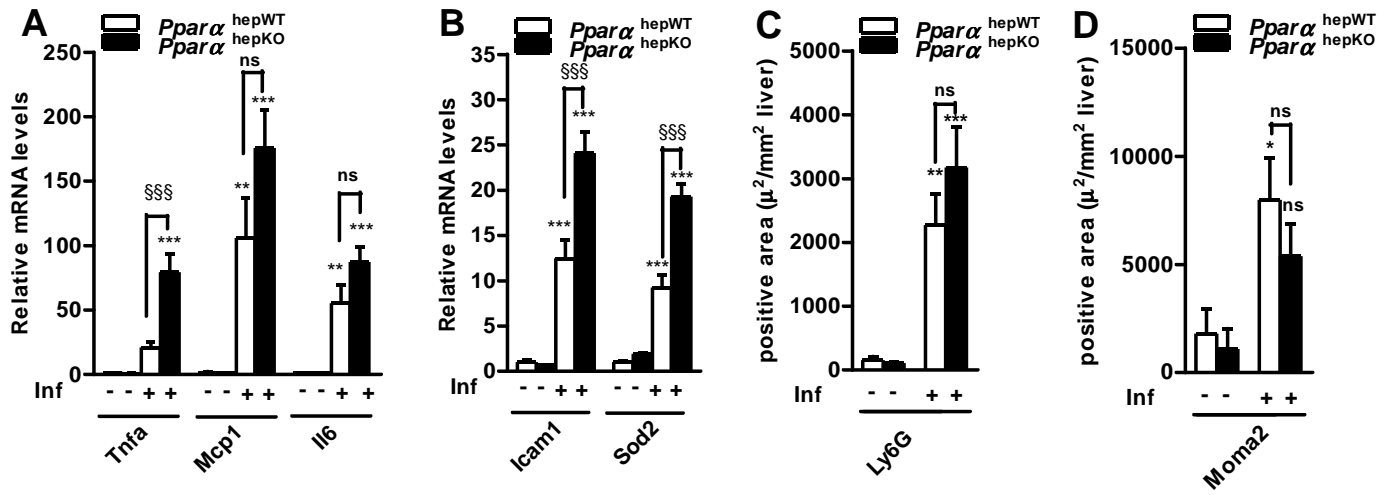 A
Pparα hepWT
Pparα hepKO
Relative mRNA levels
250
200
150
100
50
0
§§§
***
ns
**
***
ns
**
***
Inf
- - + + - - + + - - + +
Tnfa
Mcp1
Il6
B
Pparα hepWT
Pparα hepKO
Relative mRNA levels
35
30
25
20
15
10
5
0
§§§
***
***
§§§
***
***
Inf
- - + + - - + +
Icam1
Sod2
C
Pparα hepWT
Pparα hepKO
positive area (μ²/mm² liver)
5000
4000
3000
2000
1000
0
ns
**
***
Inf
- - + +
Ly6G
D
Pparα hepWT
Pparα hepKO
positive area (μ²/mm² liver)
15000
10000
5000
0
ns
*
ns
Inf
- - + +
Moma2